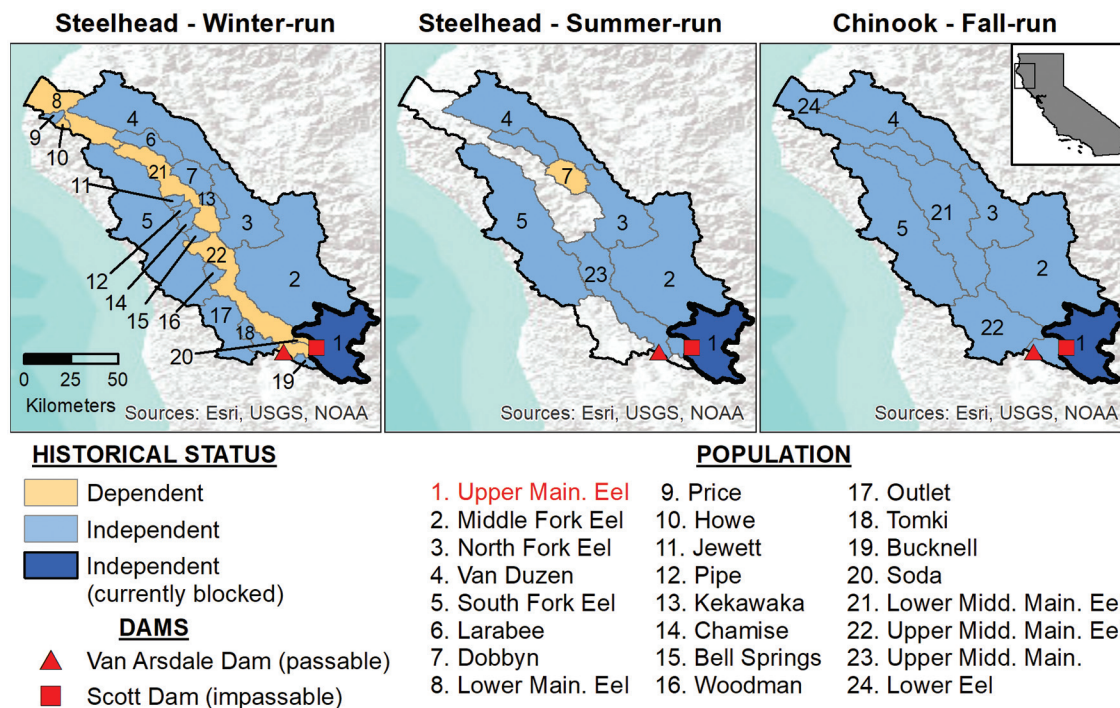 Steelhead - Winter-run
Steelhead - Summer-run
Chinook - Fall-run
8
9
10
4
6
21
7
11
13
5
3
12
22
2
14
15
16
17
18
1
20
19
0 25 50
Kilometers
Sources: Esri, USGS, NOAA
4
7
5
3
23
2
1
Sources: Esri, USGS, NOAA
24
4
21
3
5
2
22
1
Sources: Esri, USGS, NOAA
HISTORICAL STATUS
Dependent
Independent
Independent
(currently blocked)
DAMS
Van Arsdale Dam (passable)
Scott Dam (impassable)
POPULATION
1. Upper Main. Eel
2. Middle Fork Eel
3. North Fork Eel
4. Van Duzen
5. South Fork Eel
6. Larabee
7. Dobbyn
8. Lower Main. Eel
9. Price
10. Howe
11. Jewett
12. Pipe
13. Kekawaka
14. Chamise
15. Bell Springs
16. Woodman
17. Outlet
18. Tomki
19. Bucknell
20. Soda
21. Lower Midd. Main. Ee
22. Upper Midd. Main. Ee
23. Upper Midd. Main.
24. Lower Eel